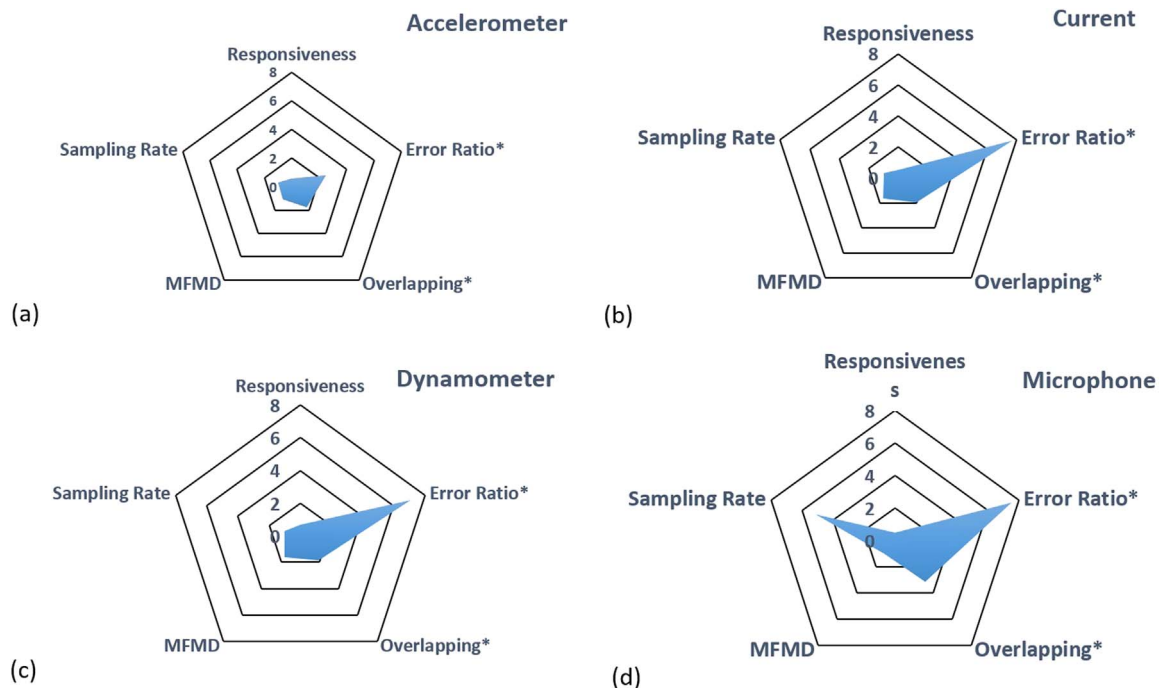 Accelerometer
Responsiveness
8
6
4
2
0
Sampling Rate
Error Ratio*
MFMD
Overlapping*
(a)
Current
Responsiveness
8
6
4
2
0
Sampling Rate
Error Ratio*
MFMD
Overlapping*
(b)
Dynamometer
Responsiveness
8
6
4
2
0
Sampling Rate
Error Ratio*
MFMD
Overlapping*
(c)
Microphone
Responsivenes
s
8
6
4
2
0
Sampling Rate
Error Ratio*
MFMD
Overlapping*
(d)